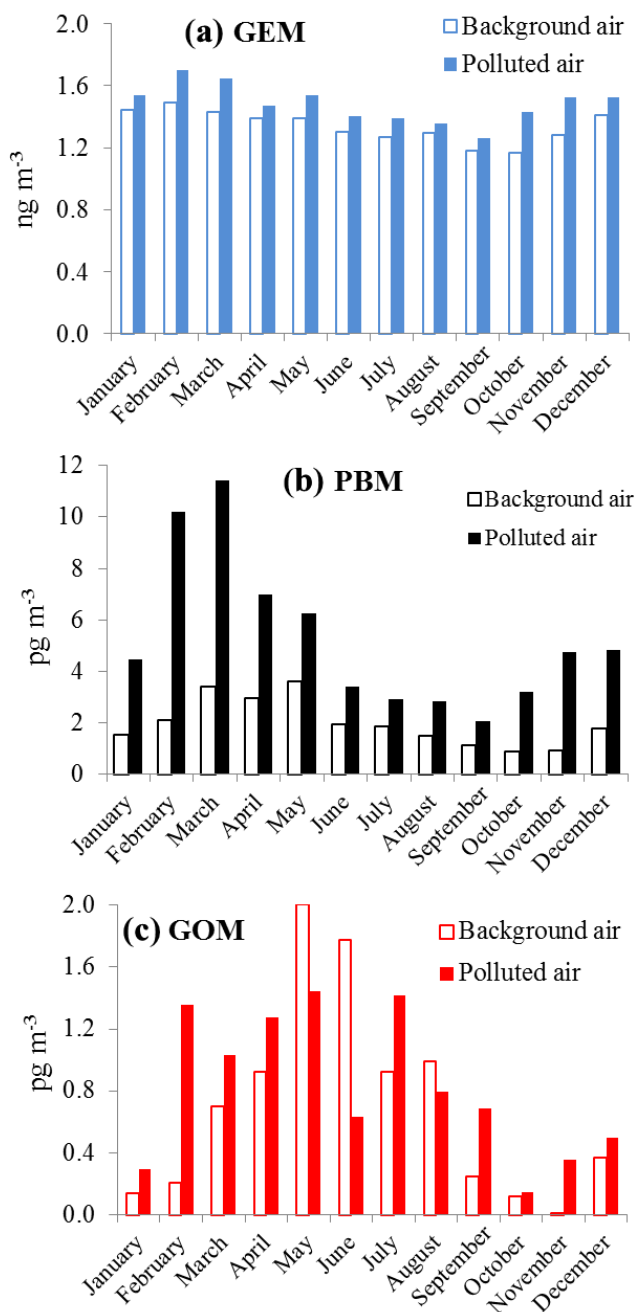 (a) GEM
Background air
Polluted air
ng m⁻³
2.0
1.6
1.2
0.8
0.4
0.0
January
February
March
April
May
June
July
August
September
October
November
December
(b) PBM
Background air
Polluted air
pg m⁻³
12
10
8
6
4
2
0
January
February
March
April
May
June
July
August
September
October
November
December
(c) GOM
Background air
Polluted air
pg m⁻³
2.0
1.6
1.2
0.8
0.4
0.0
January
February
March
April
May
June
July
August
September
October
November
December